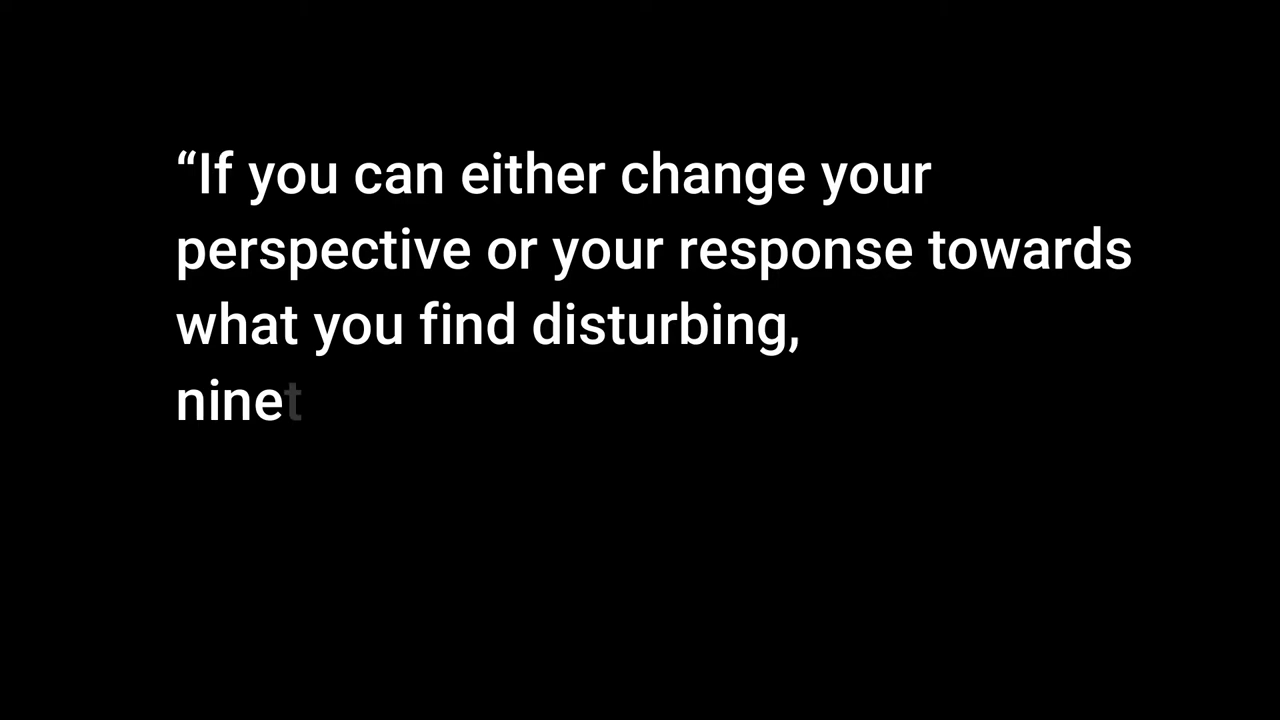 “If you can either change your
perspective or your response towards
what you find disturbing,
ninet